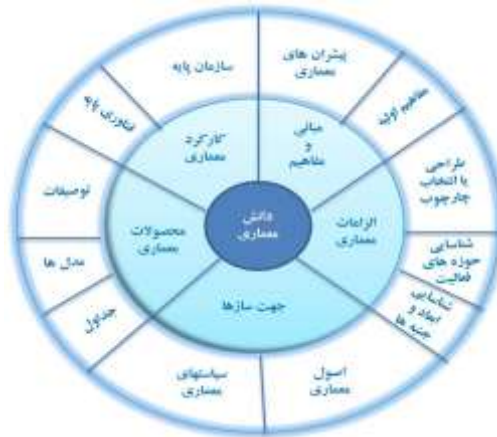 پیشران های
معماری
مفاهیم اولیه
طراحی
یا انتخاب
چارچوب
شناسایی
حوزه های
فعالیت
شناسایی
ابعاد و
جنبه ها
اصول
معماری
سیاستهای
معماری
جداول
مدل ها
توصیفات
فناوری پایه
سازمان پایه
مبانی
و
مفاهیم
الزامات
معماری
جهت سازها
محصولات
معماری
کارکرد
معماری
دانش
معماری